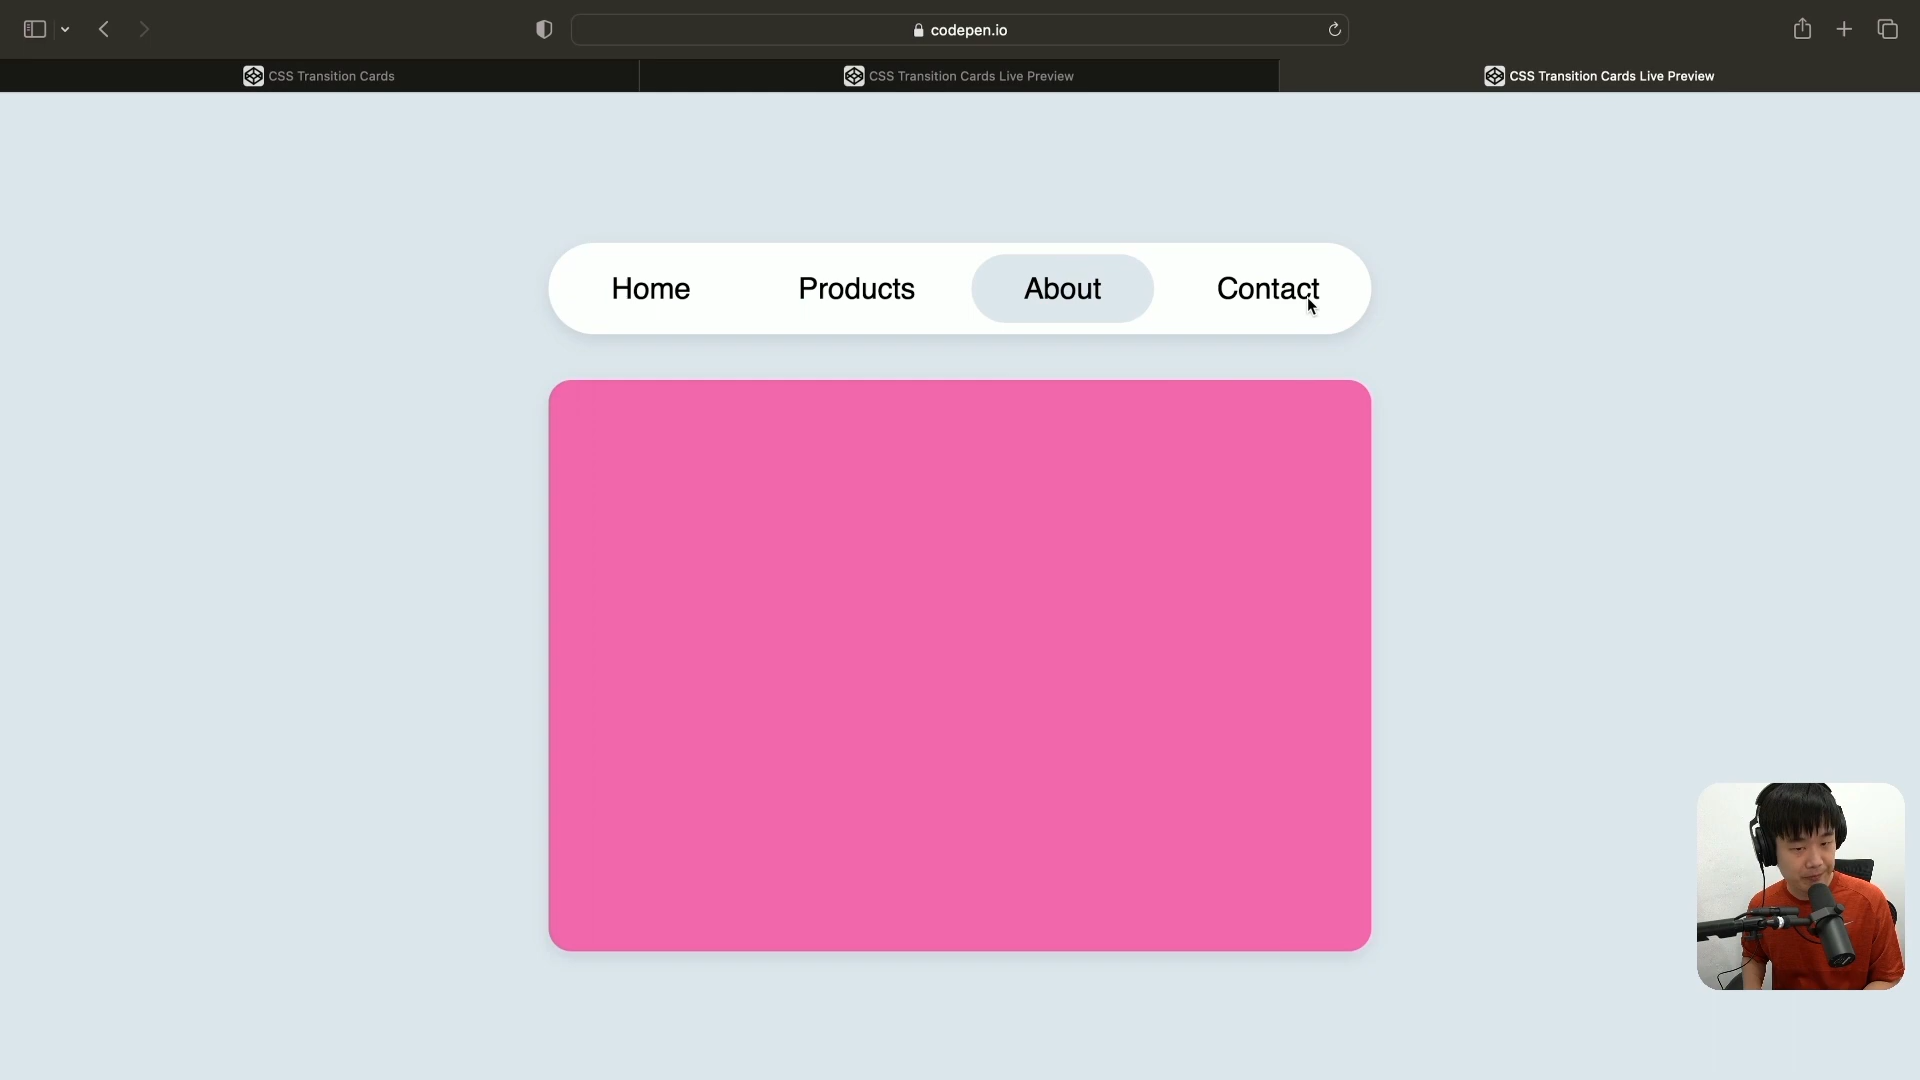 codepen.io
CSS Transition Cards
CSS Transition Cards Live Preview
CSS Transition Cards Live Preview
Home
Products
About
Contact